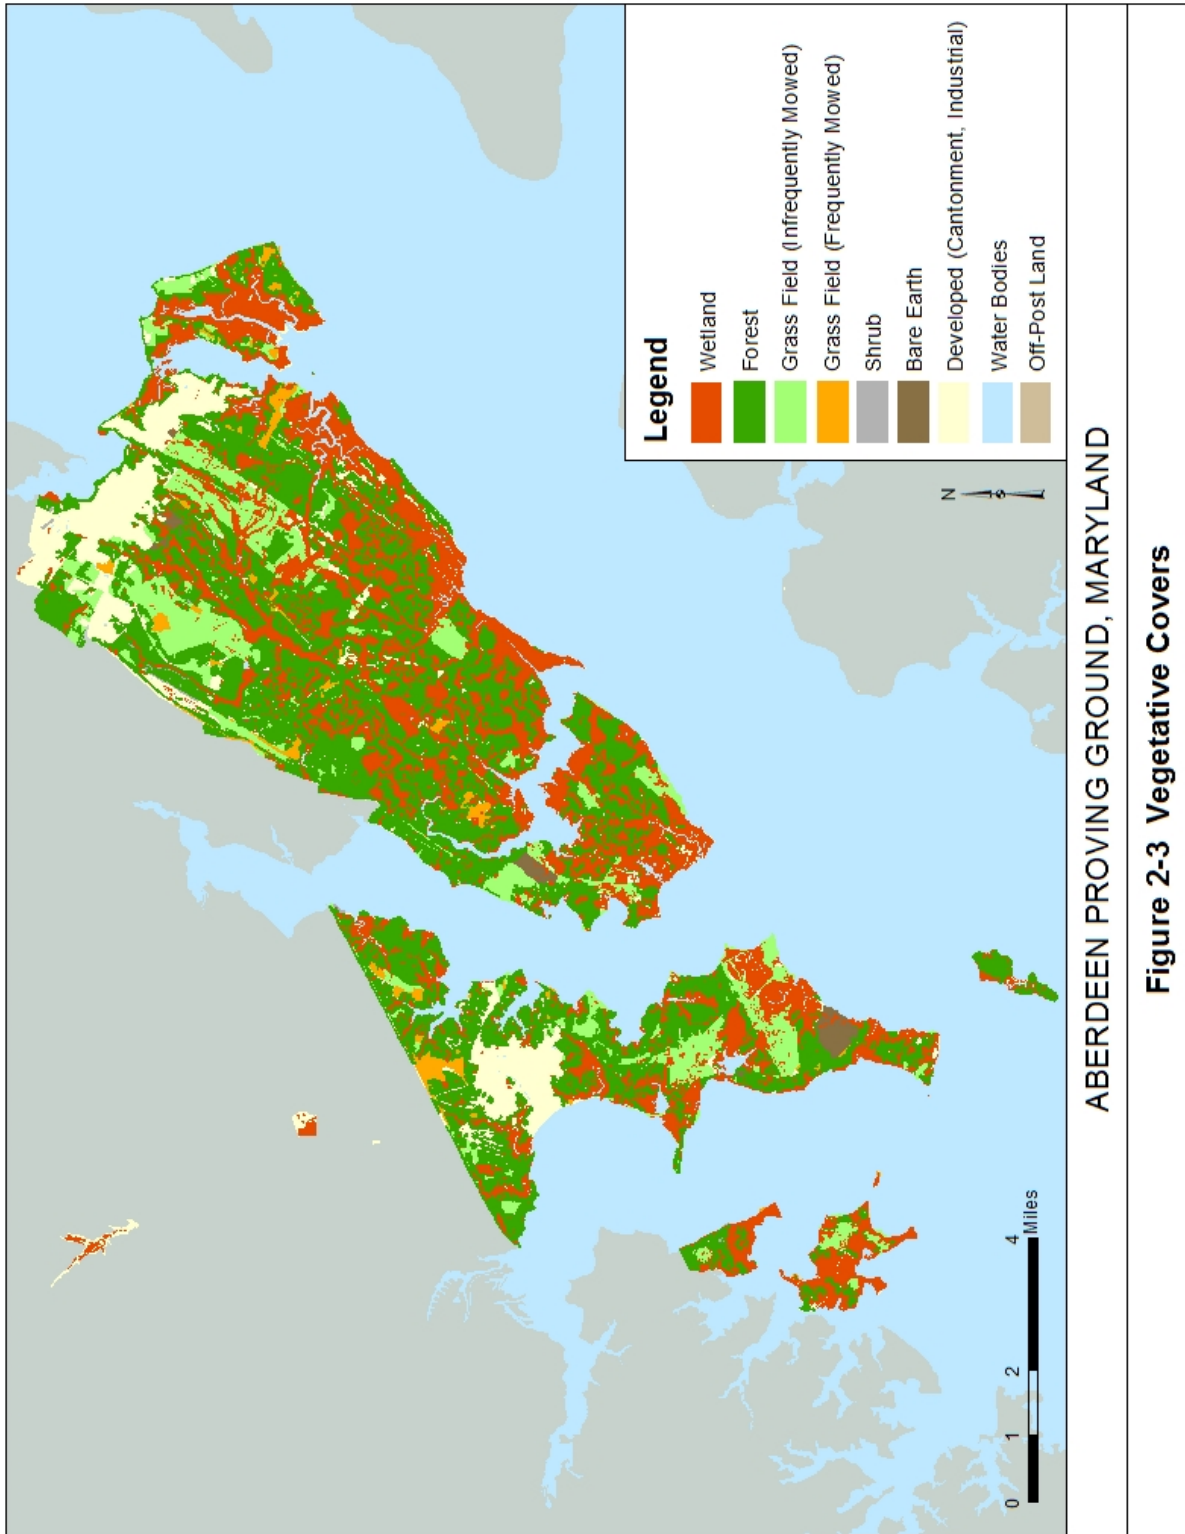 Legend
Wetland
Forest
Grass Field (Infrequently Mowed)
Grass Field (Frequently Mowed)
Shrub
Bare Earth
Developed (Cantonment, Industrial)
Water Bodies
Off-Post Land
N
0 1 2 4
Miles
ABERDEEN PROVING GROUND, MARYLAND
Figure 2-3 Vegetative Covers